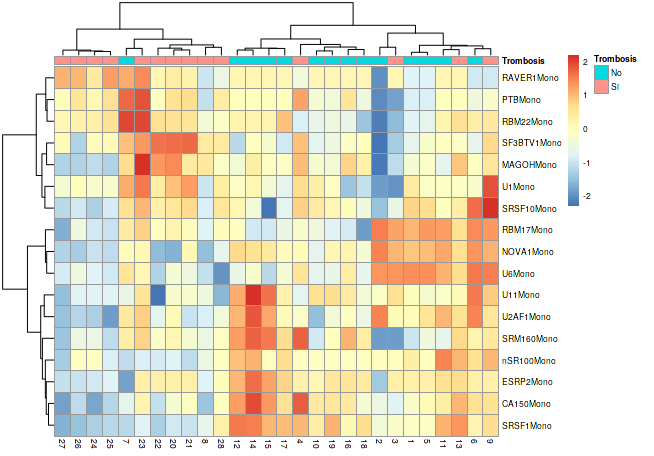 Trombosis
RAVER1Mono
PTBMono
RBM22Mono
SF3BTV1Mono
MAGOHMono
U1Mono
SRSF10Mono
RBM17Mono
NOVA1Mono
U6Mono
U11Mono
U2AF1Mono
SRM160Mono
nSR100Mono
ESRP2Mono
CA150Mono
SRSF1Mono
27 26 24 25 7 23 22 20 21 8 28 12 14 15 17 4 10 19 16 18 2 3 1 5 11 13 6 9
2
1
0
-1
-2
Trombosis
No
SI